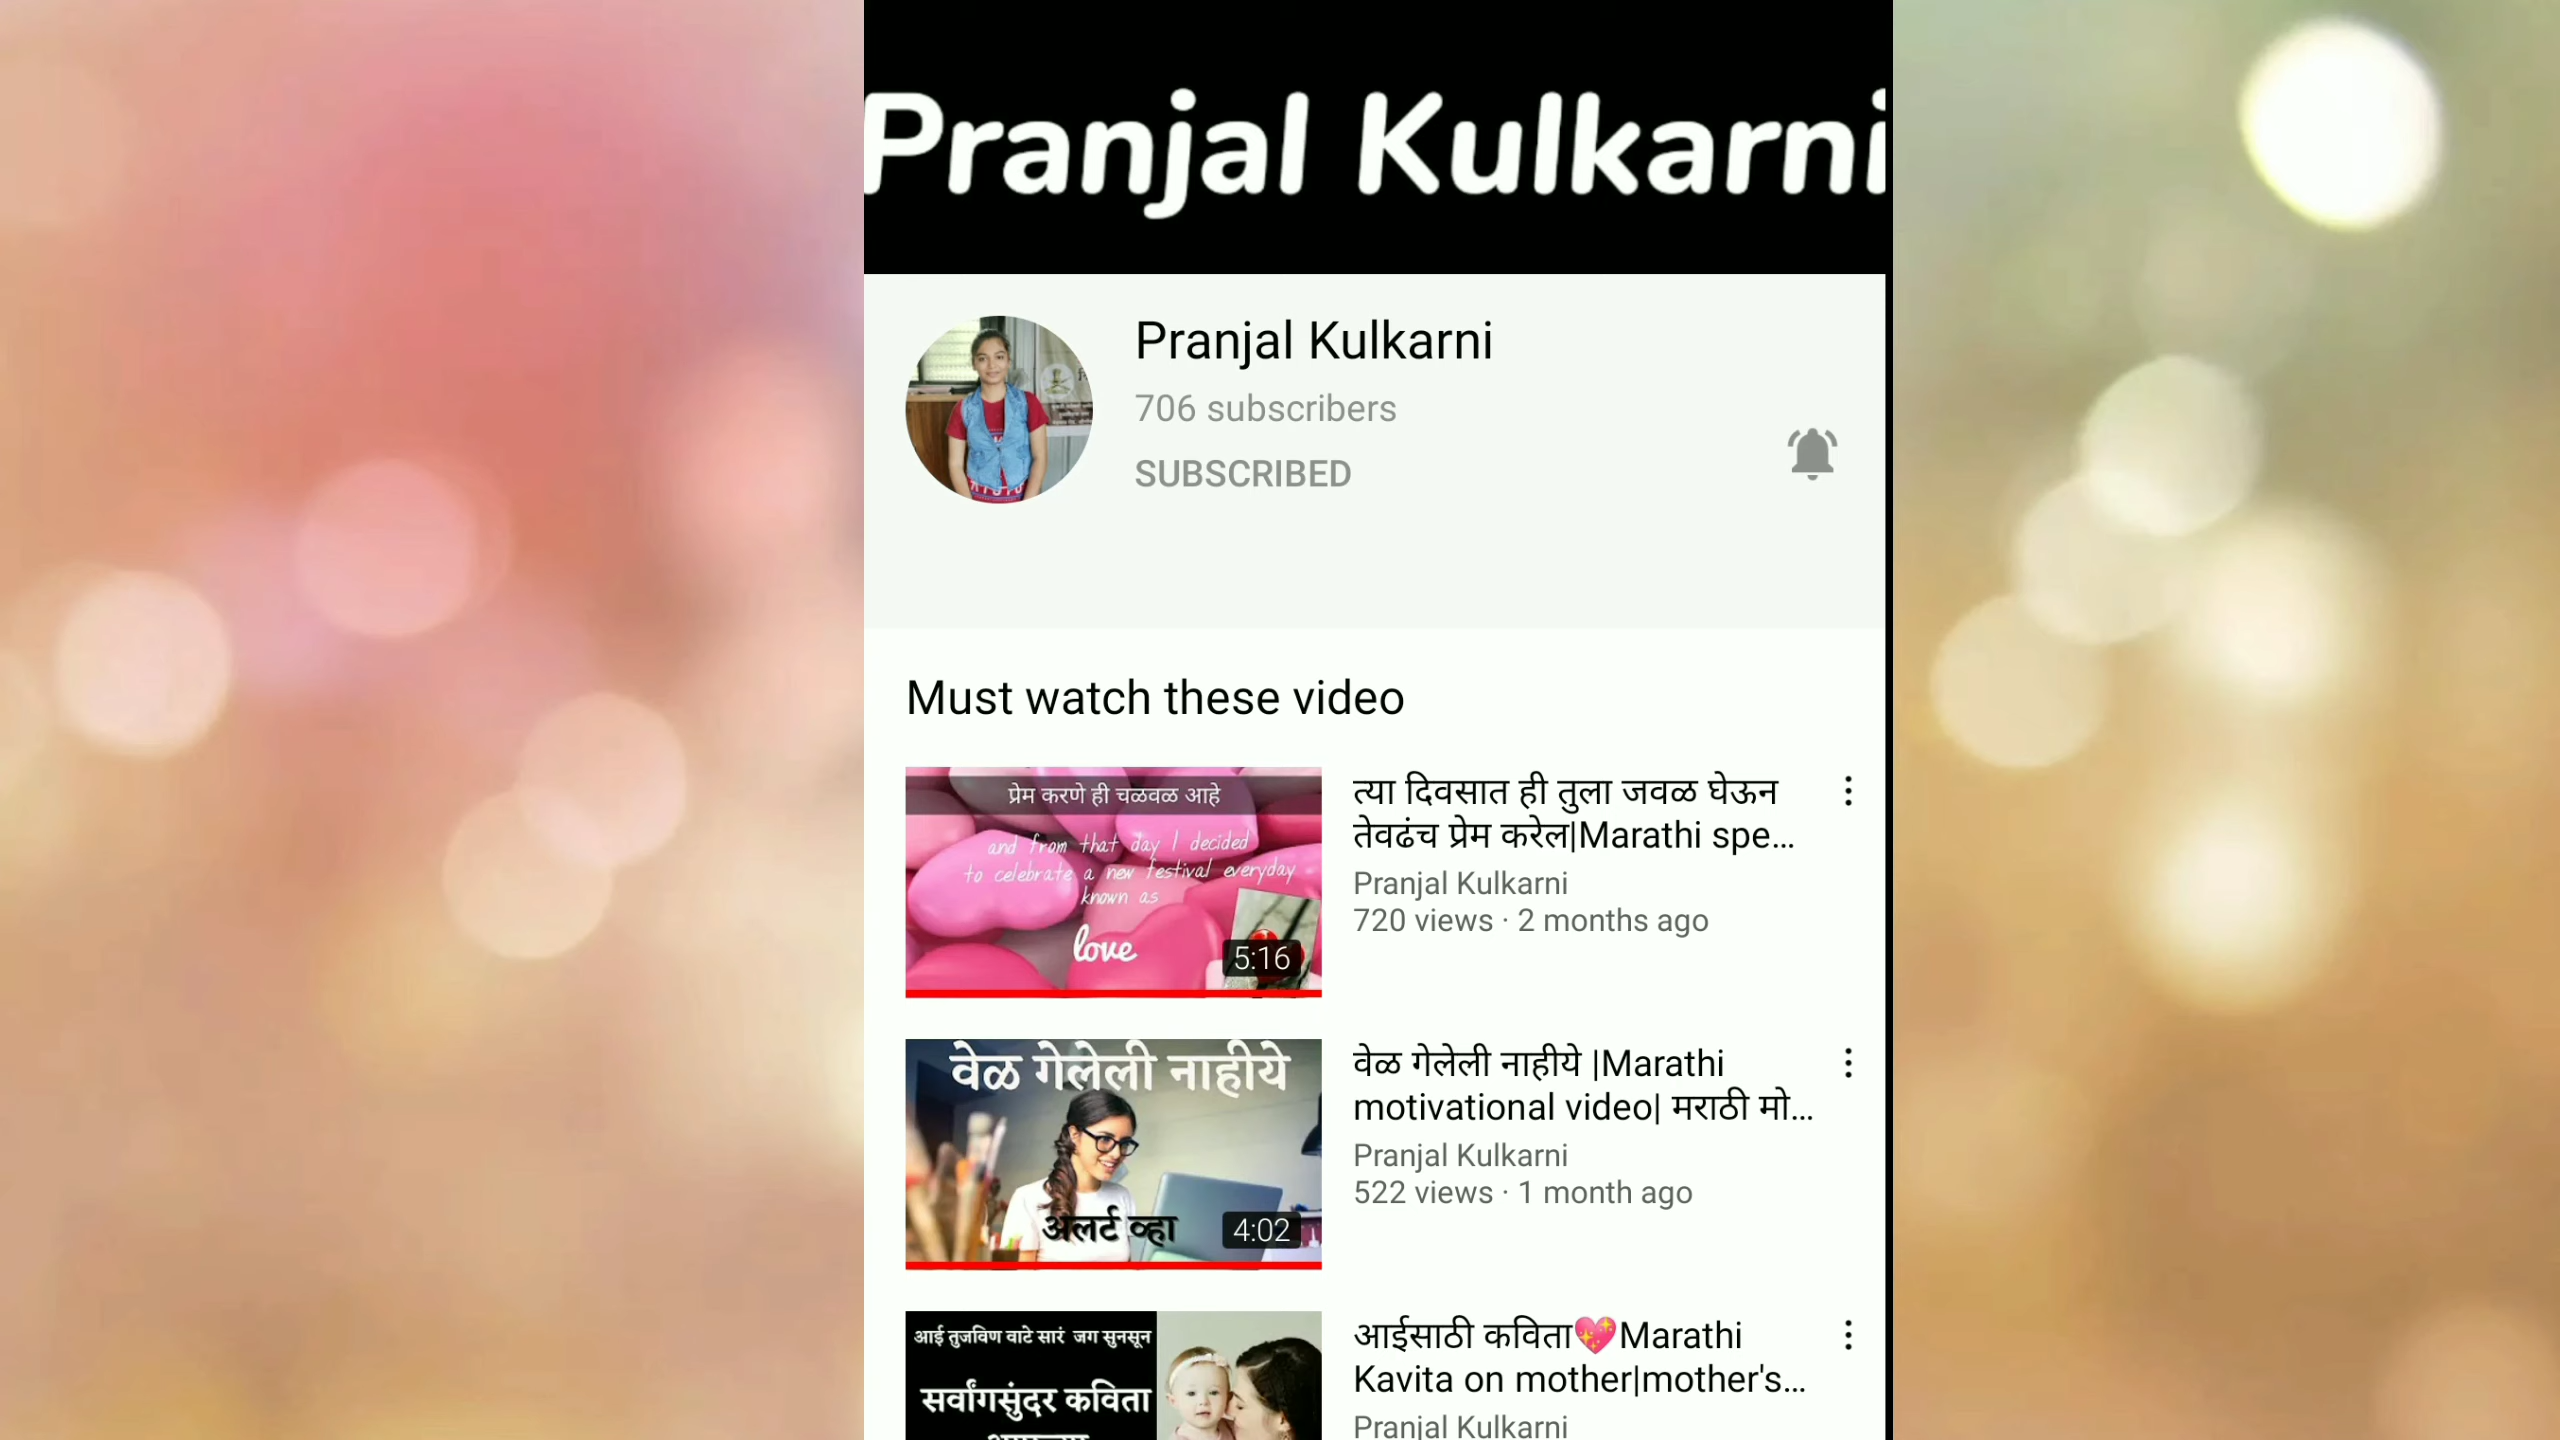 Pranjal Kulkarni
Pranjal Kulkarni
706 subscribers
SUBSCRIBED
Must watch these video
प्रेम करणे ही चळवळ आहे
and from that day I decided
to celebrate a new festival everyday
known as
love
5:16
त्या दिवसात ही तुला जवळ घेऊन
तेवढंच प्रेम करेल|Marathi spe...
Pranjal Kulkarni
720 views · 2 months ago
वेळ गेलेली नाहीये
अलर्ट व्हा
4:02
वेळ गेलेली नाहीये |Marathi
motivational video| मराठी मो...
Pranjal Kulkarni
522 views · 1 month ago
आई तुजविण वाटे सारं जग सुनसून
सर्वांगसुंदर कविता
आईसाठी कविता💖Marathi
Kavita on mother|mother's...
Pranjal Kulkarni